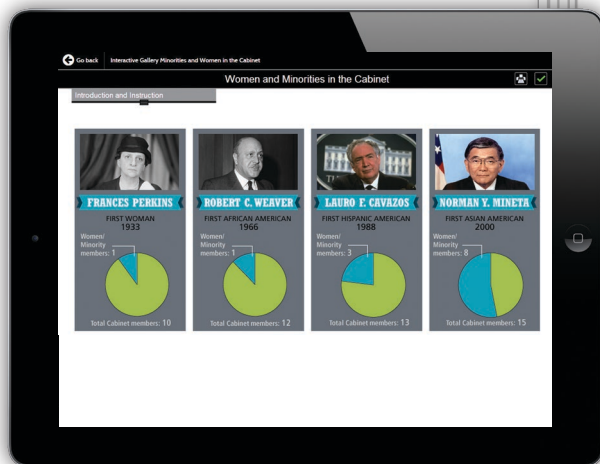 Go back Interactive Gallery Minorities and Women in the Cabinet
Women and Minorities in the Cabinet
Introduction and Instruction
FRANCES PERKINS
FIRST WOMAN
1933
Women/
Minority
members: 1
Total Cabinet members: 10
ROBERT C. WEAVER
FIRST AFRICAN AMERICAN
1966
Women/
Minority
members: 1
Total Cabinet members: 12
LAURO F. CAVAZOS
FIRST HISPANIC AMERICAN
1988
Women/
Minority
members: 3
Total Cabinet members: 13
NORMAN Y. MINETA
FIRST ASIAN AMERICAN
2000
Women/
Minority
members: 8
Total Cabinet members: 15